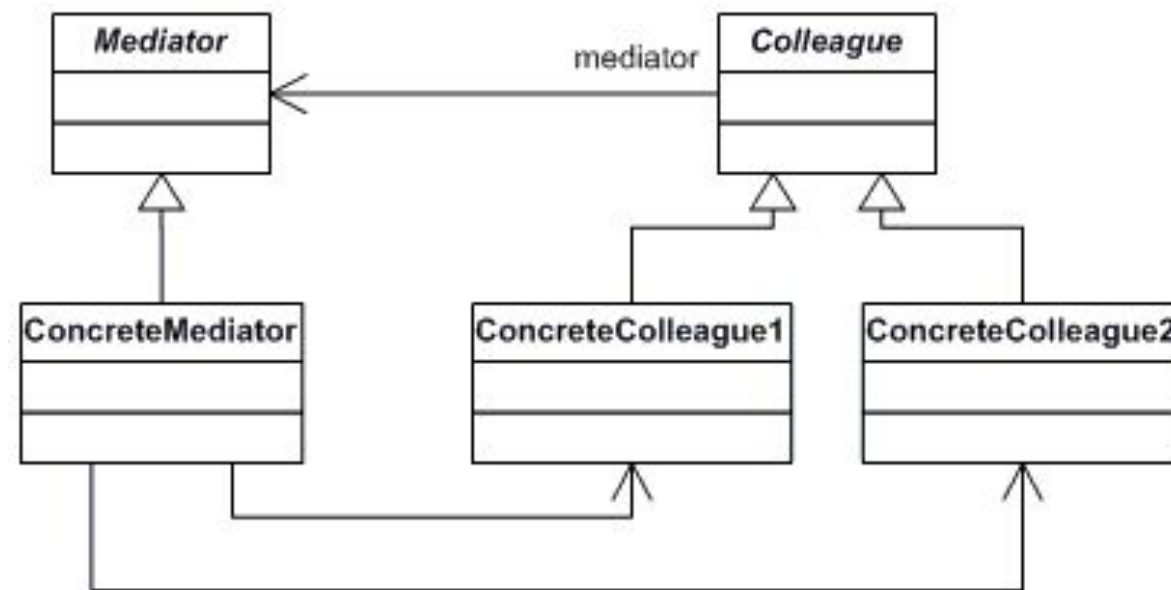 Mediator
Colleague
mediator
ConcreteMediator
ConcreteColleague1
ConcreteColleague2